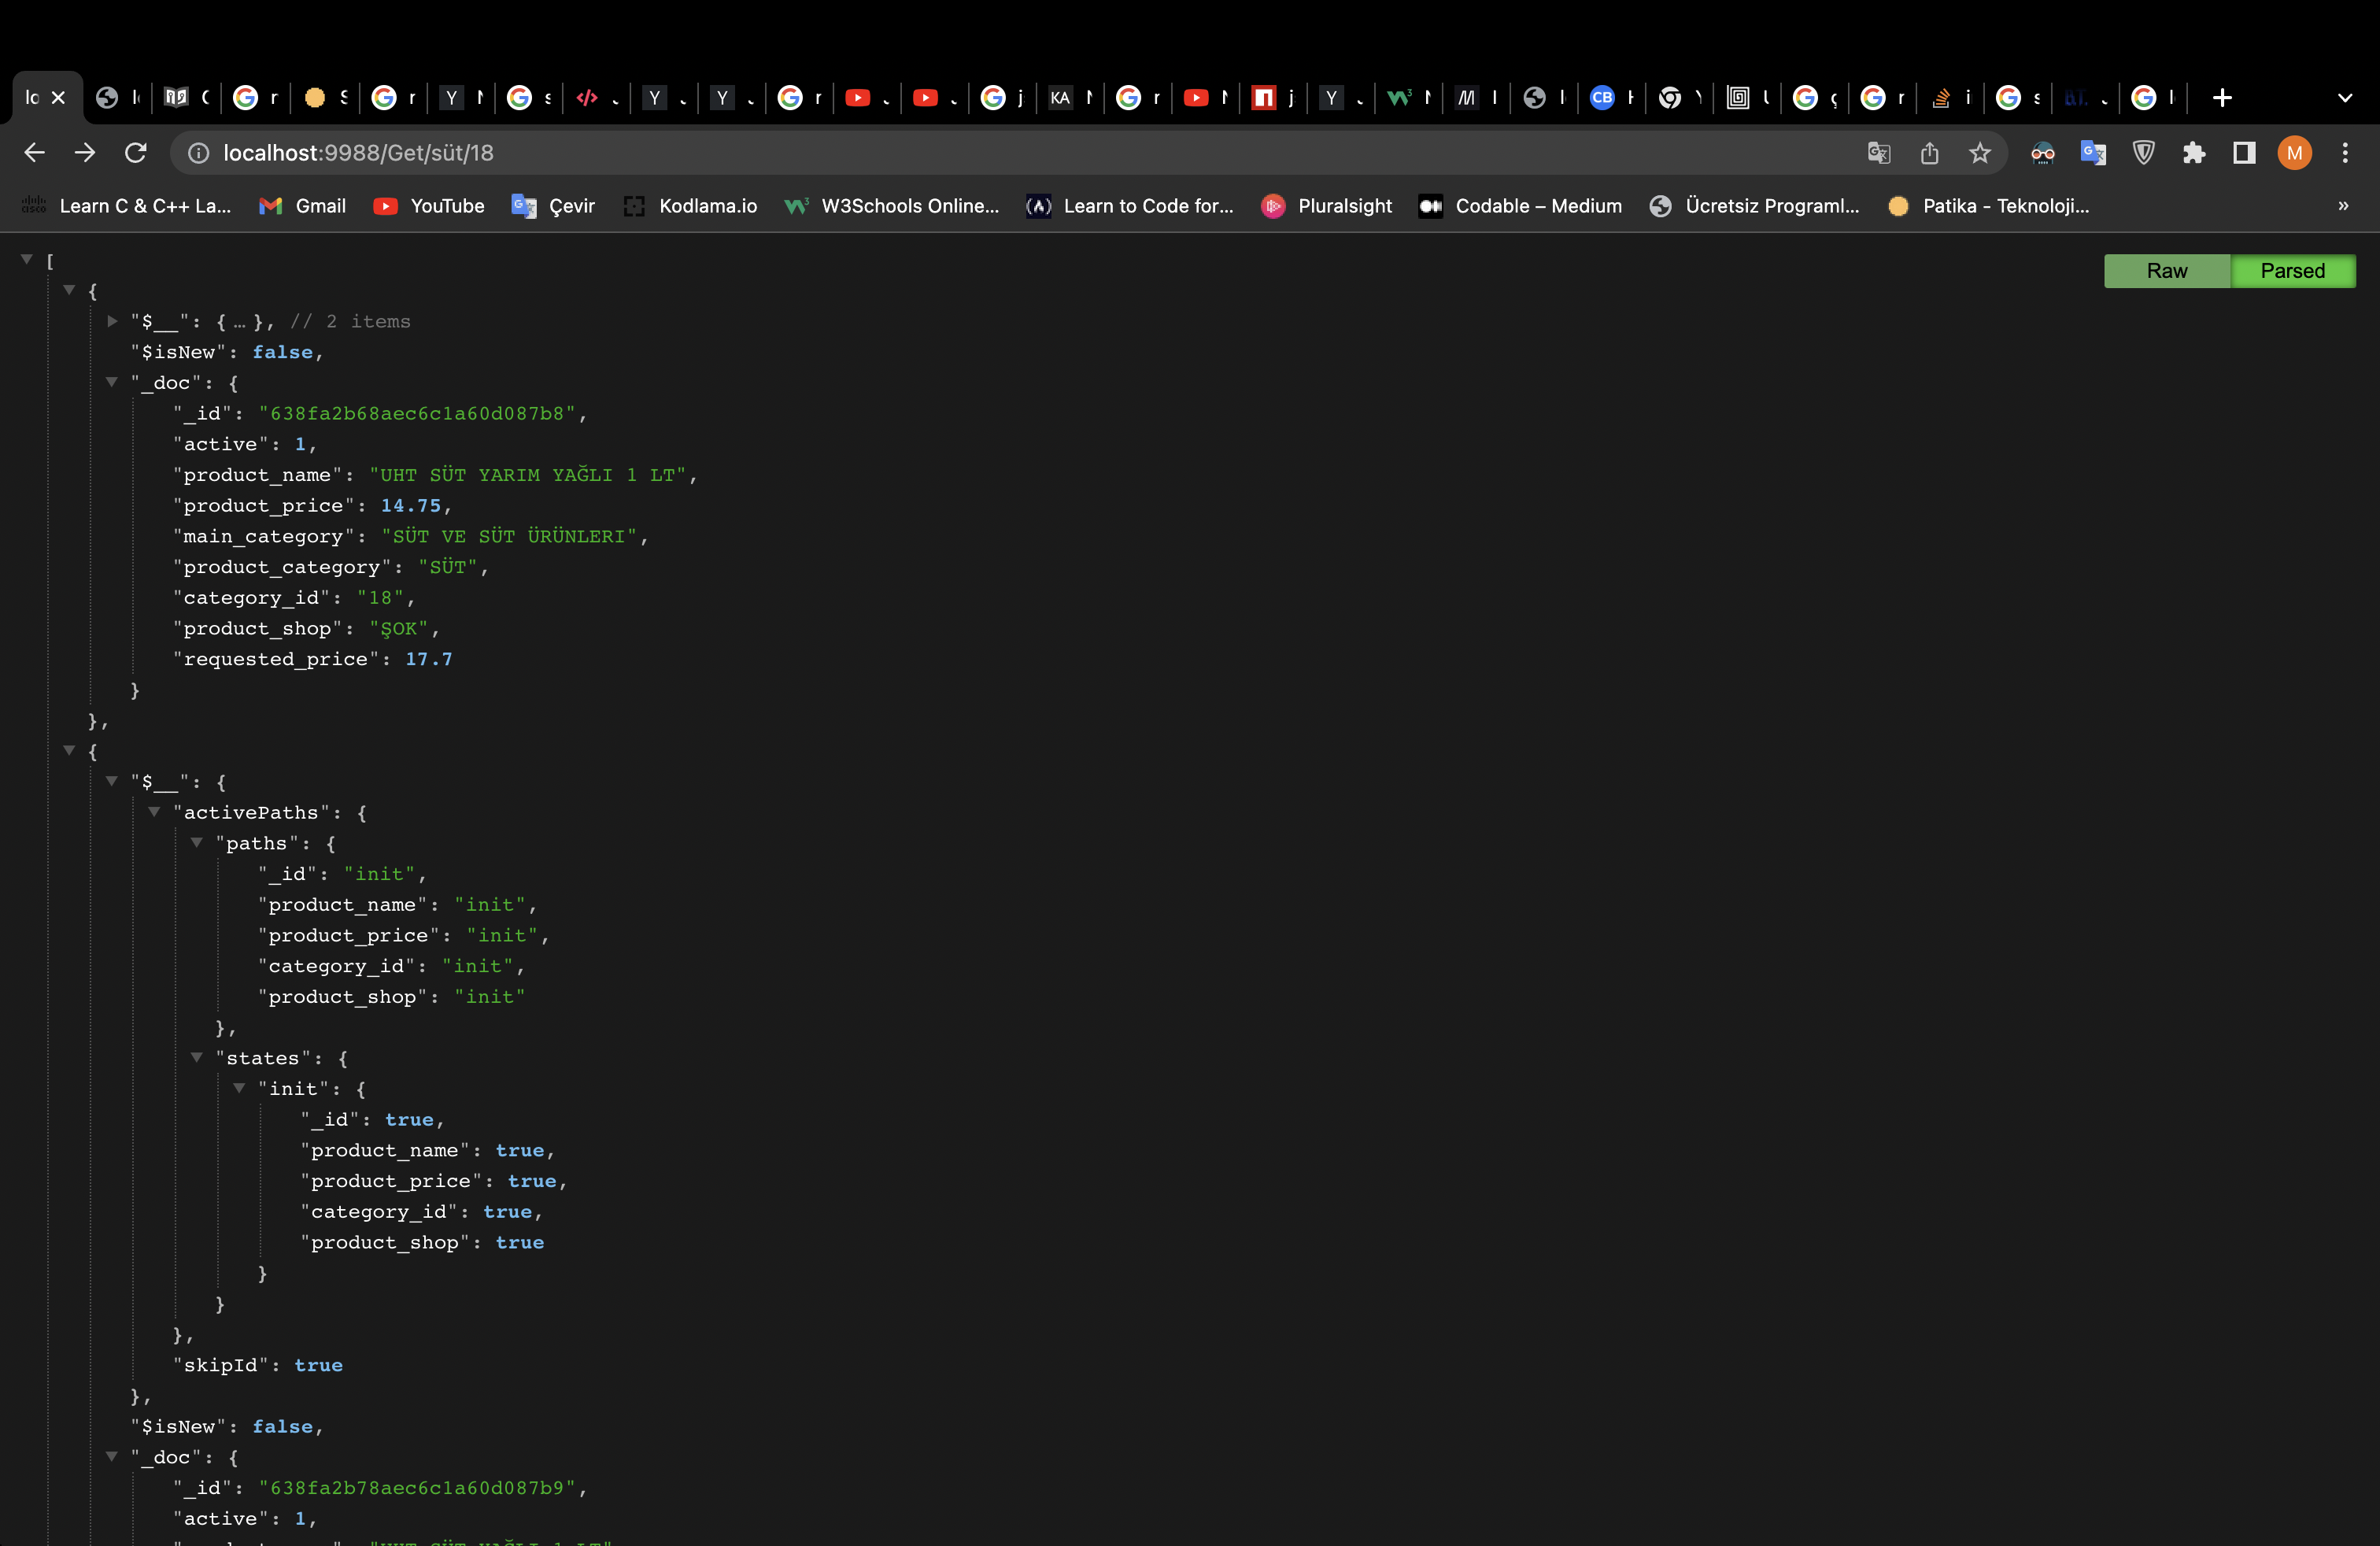 lo
localhost:9988/Get/süt/18
M
Learn C & C++ La... Gmail YouTube Çevir Kodlama.io W3Schools Online... Learn to Code for... Pluralsight Codable – Medium Ücretsiz Programl... Patika - Teknoloji... »
Raw Parsed
[
{
"$__": { … }, // 2 items
"$isNew": false,
"_doc": {
"_id": "638fa2b68aec6c1a60d087b8",
"active": 1,
"product_name": "UHT SÜT YARIM YAĞLI 1 LT",
"product_price": 14.75,
"main_category": "SÜT VE SÜT ÜRÜNLERI",
"product_category": "SÜT",
"category_id": "18",
"product_shop": "ŞOK",
"requested_price": 17.7
}
},
{
"$__": {
"activePaths": {
"paths": {
"_id": "init",
"product_name": "init",
"product_price": "init",
"category_id": "init",
"product_shop": "init"
},
"states": {
"init": {
"_id": true,
"product_name": true,
"product_price": true,
"category_id": true,
"product_shop": true
}
}
},
"skipId": true
},
"$isNew": false,
"_doc": {
"_id": "638fa2b78aec6c1a60d087b9",
"active": 1,